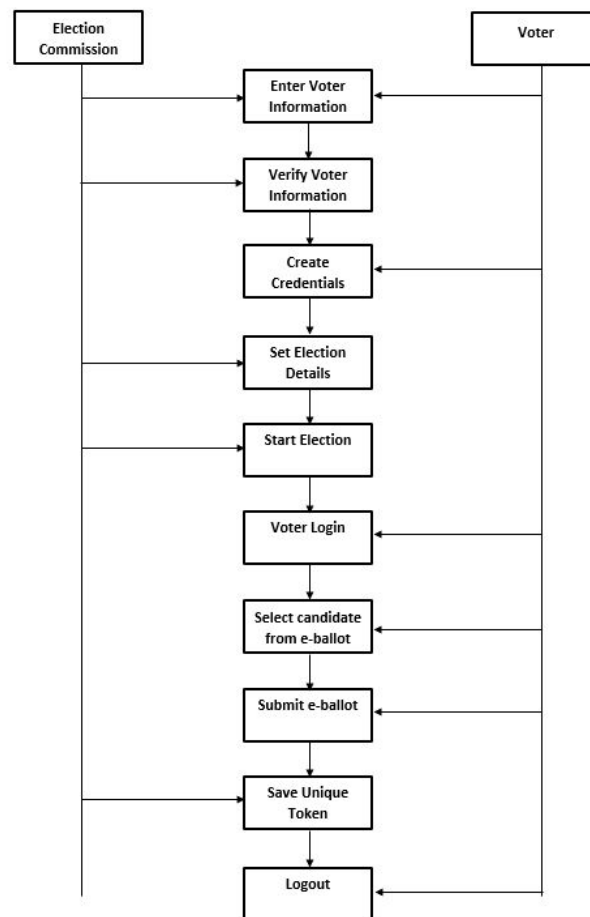 Election
Commission
Voter
Enter Voter
Information
Verify Voter
Information
Create
Credentials
Set Election
Details
Start Election
Voter Login
Select candidate
from e-ballot
Submit e-ballot
Save Unique
Token
Logout